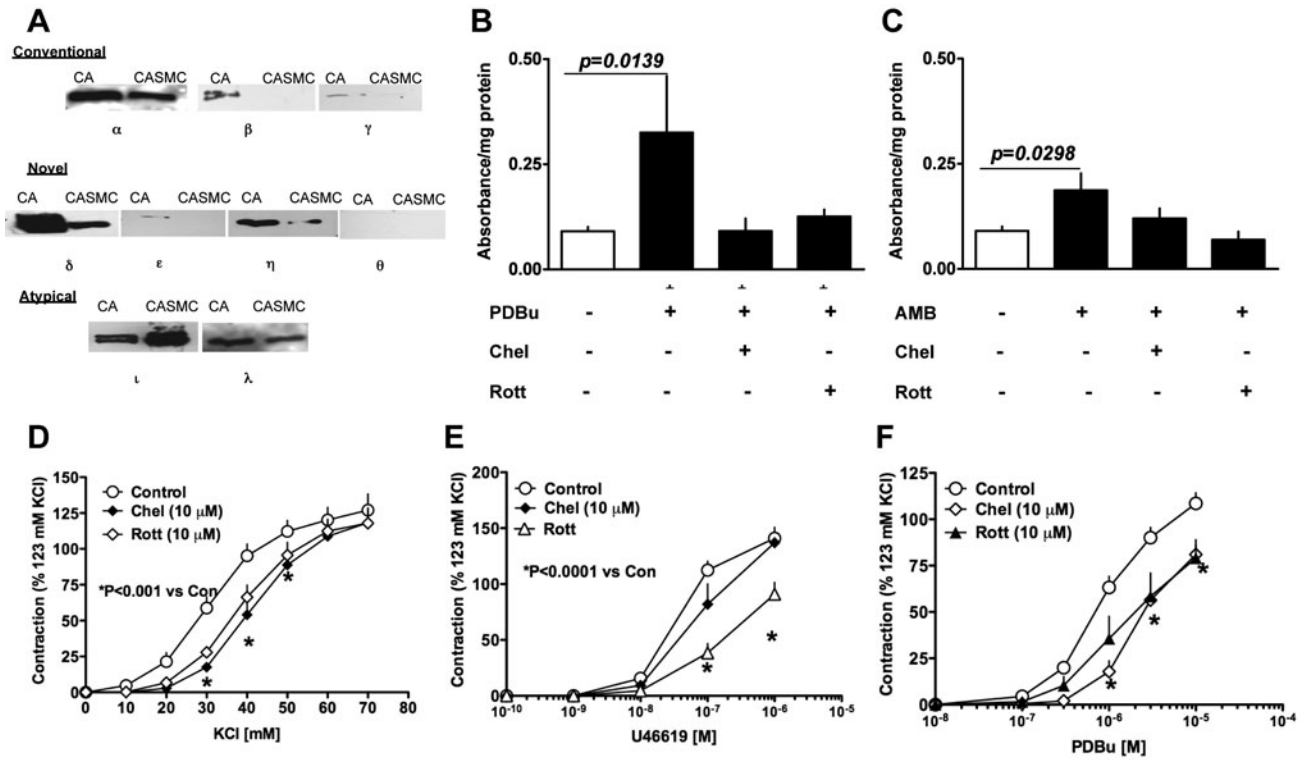 A
Conventional
CA CASMC CA CASMC CA CASMC
α β γ
Novel
CA CASMC CA CASMC CA CASMC CA CASMC
δ ε η θ
Atypical
CA CASMC CA CASMC
ι λ
B
Absorbance/mg protein
0.50
0.25
0.00
p=0.0139
PDBu - + + +
Chel - - + -
Rott - - - +
C
Absorbance/mg protein
0.50
0.25
0.00
p=0.0298
AMB - + + +
Chel - - + -
Rott - - - +
D
Contraction (% 123 mM KCl)
150
125
100
75
50
25
0
Control
Chel (10 μM)
Rott (10 μM)
*P<0.001 vs Con
* * *
0 10 20 30 40 50 60 70 80
KCl [mM]
E
Contraction (% 123 mM KCl)
200
150
100
50
0
Control
Chel (10 μM)
Rott
*P<0.0001 vs Con
* *
10⁻¹⁰ 10⁻⁹ 10⁻⁸ 10⁻⁷ 10⁻⁶ 10⁻⁵
U46619 [M]
F
Contraction (% 123 mM KCl)
125
100
75
50
25
0
Control
Chel (10 μM)
Rott (10 μM)
* * *
10⁻⁸ 10⁻⁷ 10⁻⁶ 10⁻⁵ 10⁻⁴
PDBu [M]